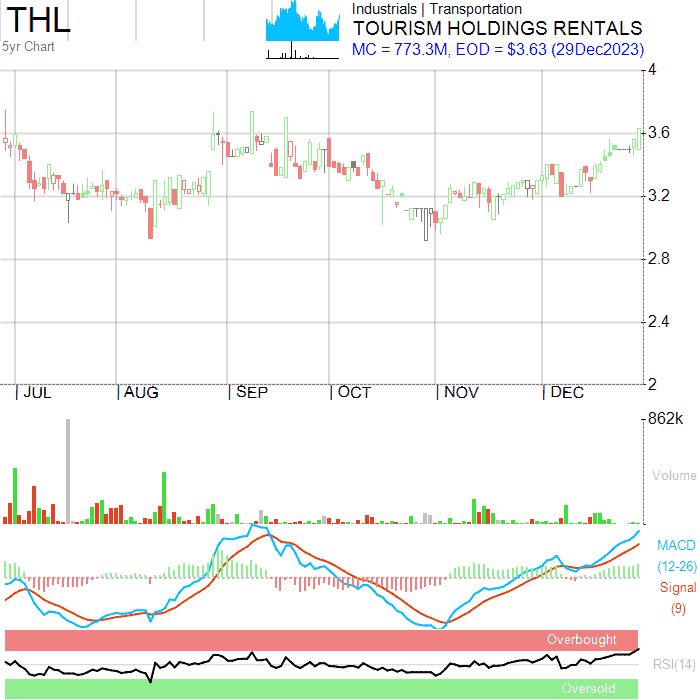 THL
5yr Chart
Industrials | Transportation
TOURISM HOLDINGS RENTALS
MC = 773.3M, EOD = $3.63 (29Dec2023)
4
3.6
3.2
2.8
2.4
2
JUL AUG SEP OCT NOV DEC
862k
Volume
MACD
(12-26)
Signal
(9)
Overbought
RSI(14)
Oversold